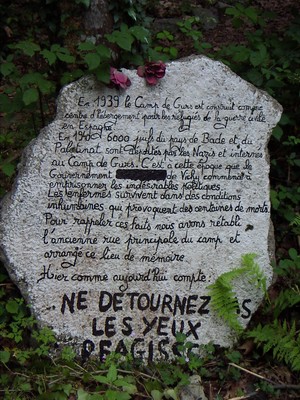 En 1939 le Camp de Gurs est construit comme
centre d'hébergement pour les réfugiés de la guerre civile
en Espagne
En 1940 6000 juifs du pays de Bade et du
Palatinat sont déportés par les Nazis et internés
au Camp de Gurs. C'est à cette époque que le
Gouvernement de Vichy commence à
emprisonner les indésirables politiques.
Les enfermés survivent dans des conditions
inhumaines qui provoquent des centaines de morts.
Pour rappeler ces faits nous avons rétabli
l'ancienne rue principale du camp et
arrangé ce lieu de mémoire.
Hier comme aujourd'hui compte:
NE DÉTOURNEZ PAS
LES YEUX
RÉAGISSEZ